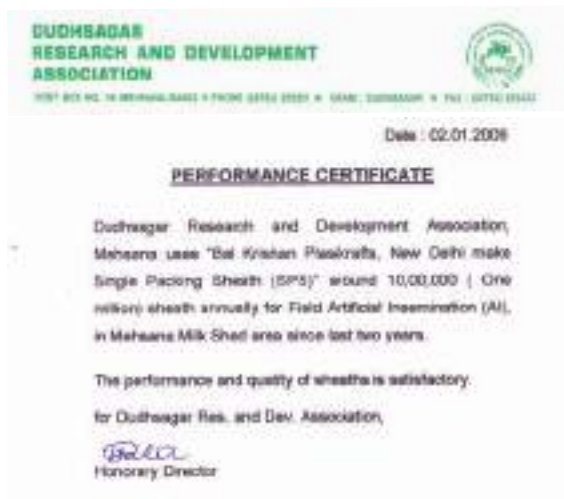 DUDHSAGAR
RESEARCH AND DEVELOPMENT
ASSOCIATION
Date : 02.01.2009
PERFORMANCE CERTIFICATE
Dudhsagar Research and Development Association,
Mehsana uses "Bal Krishan Plaskrafts, New Delhi make
Single Packing Sheath (SPS)" around 10,00,000 ( One
million) sheath annually for Field Artificial Insemination (AI),
in Mehsana Milk Shed area since last two years.
The performance and quality of sheaths is satisfactory.
for Dudhsagar Res. and Dev. Association,
Honorary Director